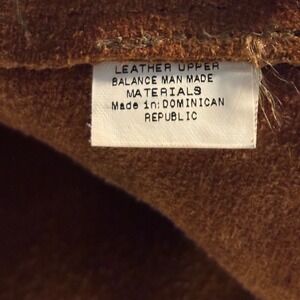 LEATHER UPPER
BALANCE MAN MADE
MATERIALS
Made in: DOMINICAN
REPUBLIC